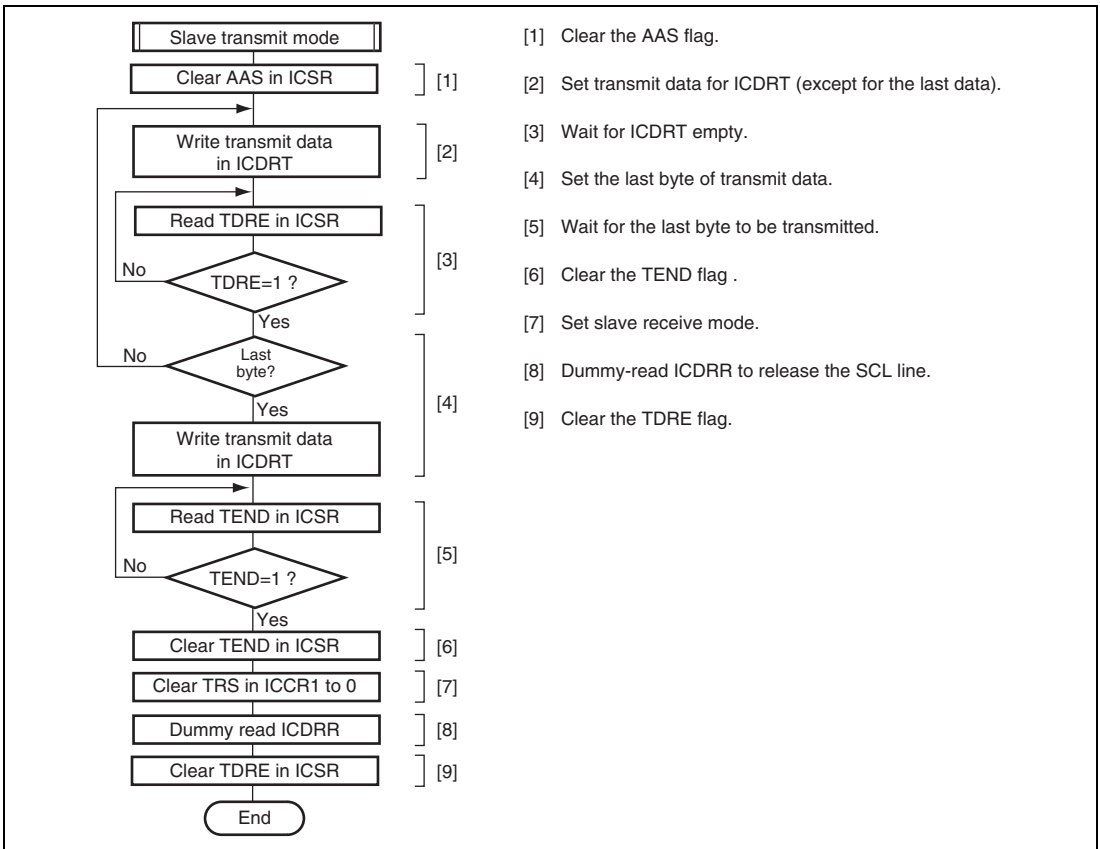 Slave transmit mode
Clear AAS in ICSR
[1]
Write transmit data
in ICDRT
[2]
Read TDRE in ICSR
No
TDRE=1 ?
[3]
Yes
No
Last
byte?
[4]
Yes
Write transmit data
in ICDRT
Read TEND in ICSR
No
TEND=1 ?
[5]
Yes
Clear TEND in ICSR
[6]
Clear TRS in ICCR1 to 0
[7]
Dummy read ICDRR
[8]
Clear TDRE in ICSR
[9]
End
[1] Clear the AAS flag.
[2] Set transmit data for ICDRT (except for the last data).
[3] Wait for ICDRT empty.
[4] Set the last byte of transmit data.
[5] Wait for the last byte to be transmitted.
[6] Clear the TEND flag .
[7] Set slave receive mode.
[8] Dummy-read ICDRR to release the SCL line.
[9] Clear the TDRE flag.